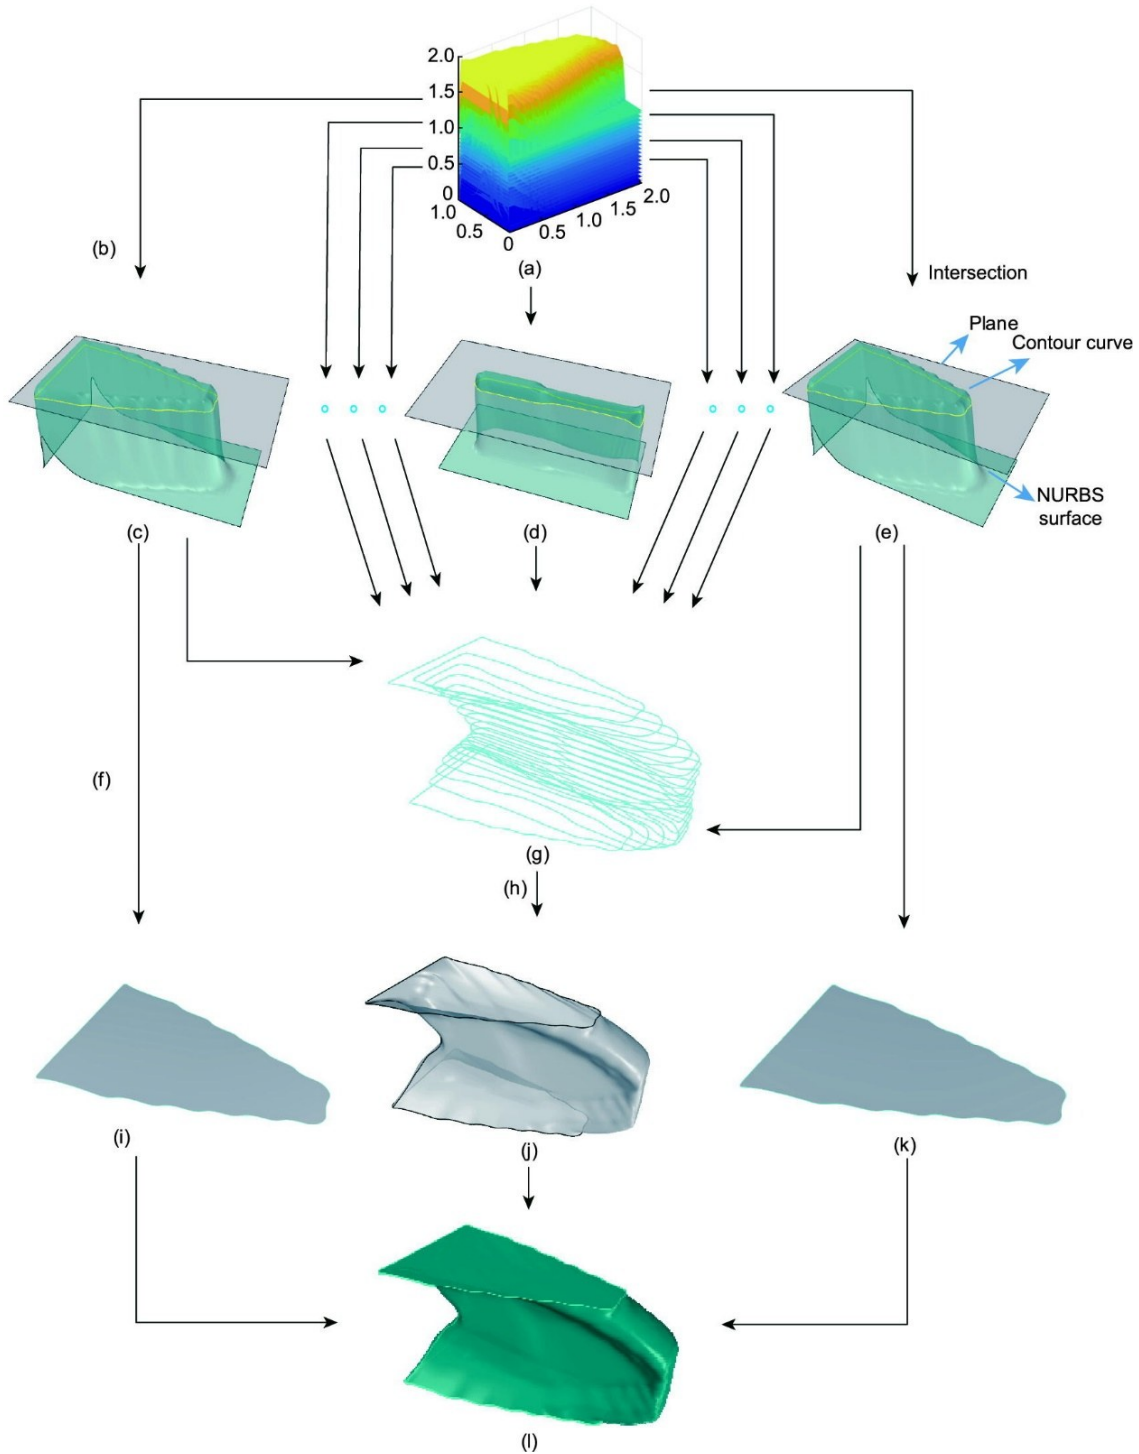 2.0
1.5
1.0
0.5
0
1.0
0.5
0
0.5
1.0
1.5
2.0
(a)
(b)
Intersection
Plane
Contour curve
NURBS
surface
(c)
(d)
(e)
(f)
(g)
(h)
(i)
(j)
(k)
(l)